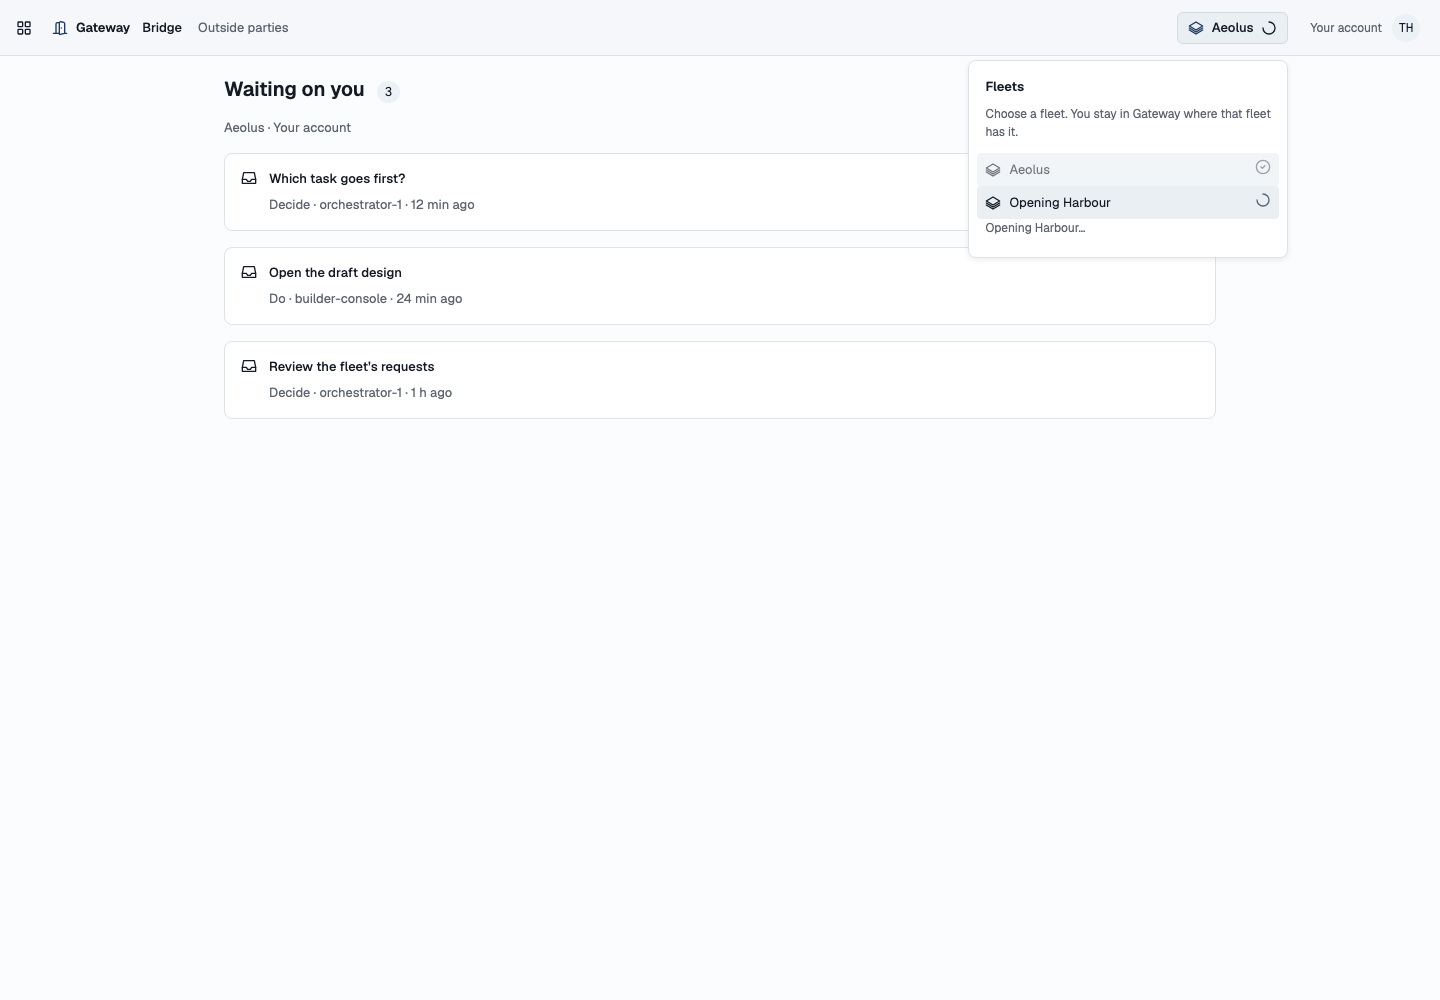 Gateway Bridge Outside parties Aeolus Your account TH
Waiting on you 3
Aeolus · Your account
Which task goes first?
Decide · orchestrator-1 · 12 min ago
Open the draft design
Do · builder-console · 24 min ago
Review the fleet's requests
Decide · orchestrator-1 · 1 h ago
Fleets
Choose a fleet. You stay in Gateway where that fleet
has it.
Aeolus
Opening Harbour
Opening Harbour...